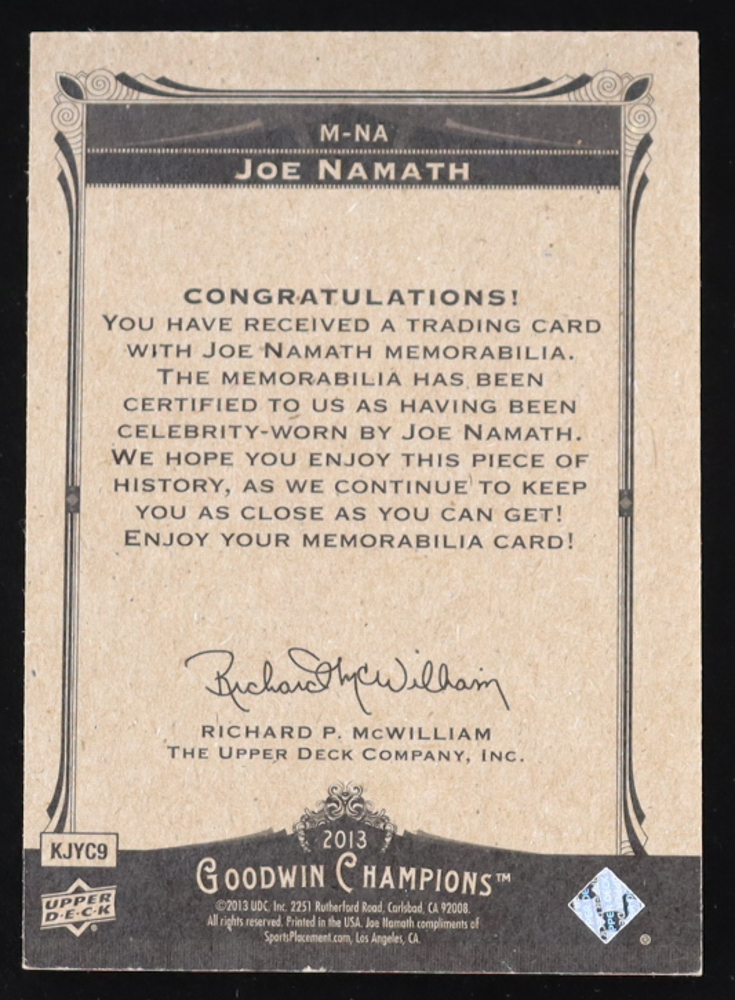 M-NA
JOE NAMATH
CONGRATULATIONS!
YOU HAVE RECEIVED A TRADING CARD
WITH JOE NAMATH MEMORABILIA.
THE MEMORABILIA HAS BEEN
CERTIFIED TO US AS HAVING BEEN
CELEBRITY-WORN BY JOE NAMATH.
WE HOPE YOU ENJOY THIS PIECE OF
HISTORY, AS WE CONTINUE TO KEEP
YOU AS CLOSE AS YOU CAN GET!
ENJOY YOUR MEMORABILIA CARD!
Richard McWilliam
RICHARD P. McWILLIAM
THE UPPER DECK COMPANY, INC.
KJYC9
UPPER
D·E·C·K
2013
GOODWIN CHAMPIONS™
©2013 UDC, Inc. 2251 Rutherford Road, Carlsbad, CA 92008.
All rights reserved. Printed in the USA. Joe Namath compliments of
SportsPlacement.com, Los Angeles, CA.
®